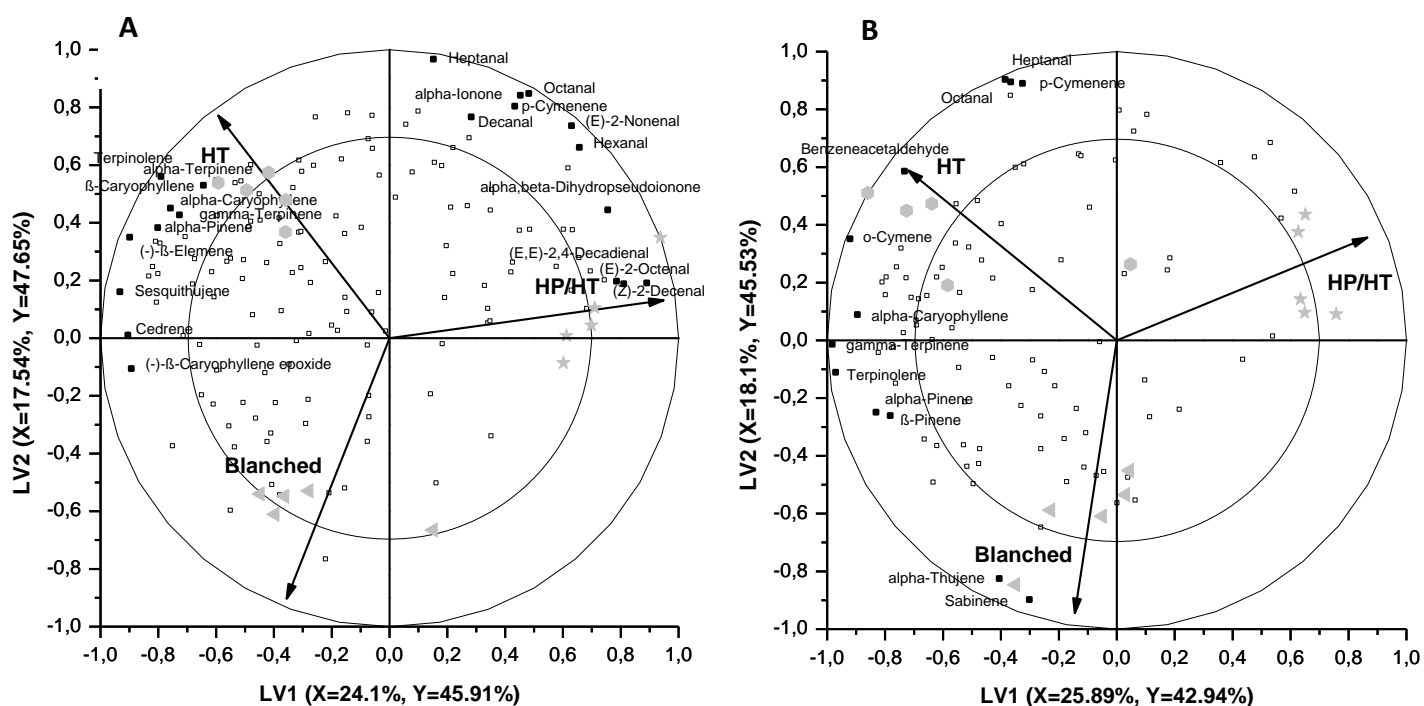 A
1,0
0,8
0,6
0,4
0,2
0,0
-0,2
-0,4
-0,6
-0,8
-1,0
LV2 (X=17.54%, Y=47.65%)
Heptanal
alpha-Ionone
Octanal
p-Cymenene
Decanal
(E)-2-Nonenal
Hexanal
Terpinolene
HT
alpha-Terpinene
ß-Caryophyllene
alpha-Caryophyllene
gamma-Terpinene
alpha-Pinene
(-)-ß-Elemene
Sesquithujene
Cedrene
(-)-ß-Caryophyllene epoxide
alpha,beta-Dihydropseudoionone
(E,E)-2,4-Decadienal
(E)-2-Octenal
HP/HT
(Z)-2-Decenal
Blanched
-1,0 -0,8 -0,6 -0,4 -0,2 0,0 0,2 0,4 0,6 0,8 1,0
LV1 (X=24.1%, Y=45.91%)
B
1,0
0,8
0,6
0,4
0,2
0,0
-0,2
-0,4
-0,6
-0,8
-1,0
LV2 (X=18.1%, Y=45.53%)
Heptanal
p-Cymenene
Octanal
Benzeneacetaldehyde
HT
o-Cymene
HP/HT
alpha-Caryophyllene
gamma-Terpinene
Terpinolene
alpha-Pinene
ß-Pinene
Blanched
alpha-Thujene
Sabinene
-1,0 -0,8 -0,6 -0,4 -0,2 0,0 0,2 0,4 0,6 0,8 1,0
LV1 (X=25.89%, Y=42.94%)